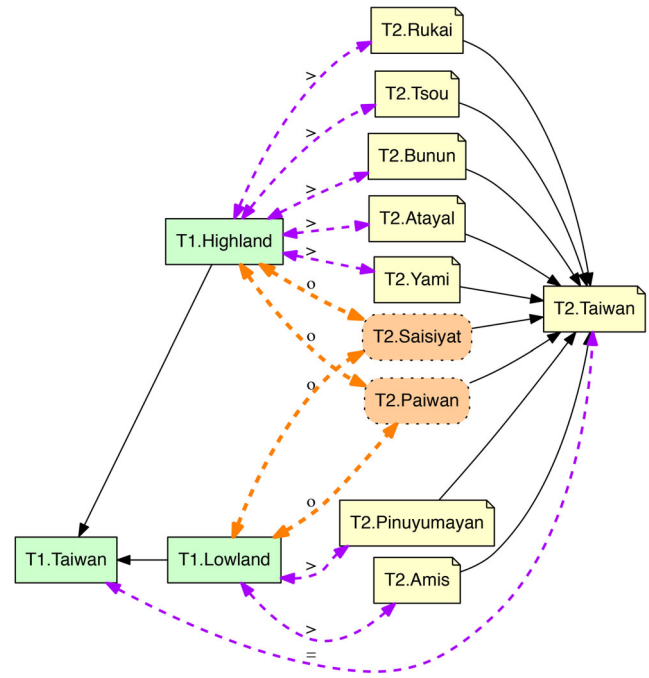 T2.Rukai
>
T2.Tsou
>
T2.Bunun
>
T2.Atayal
>
T1.Highland
>
T2.Yami
o
T2.Taiwan
o
T2.Saisiyat
o
T2.Paiwan
o
T2.Pinuyumayan
T1.Taiwan
T1.Lowland
>
T2.Amis
>
=